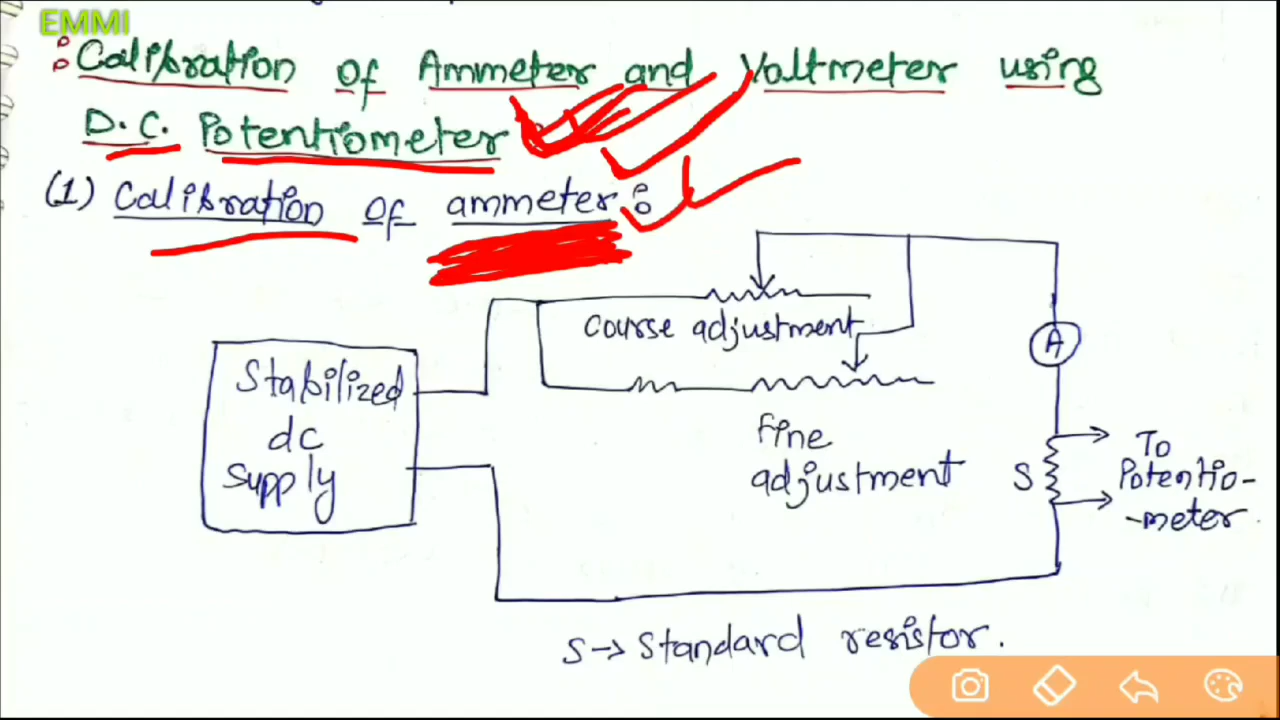 EMMI
: Calibration of Ammeter and Voltmeter using
D.C. Potentiometer :
(1) Calibration of ammeter :
Course adjustment
Stabilized
dc
supply
A
Fine
adjustment
S
To
Potentio-
-meter
S → Standard resistor.